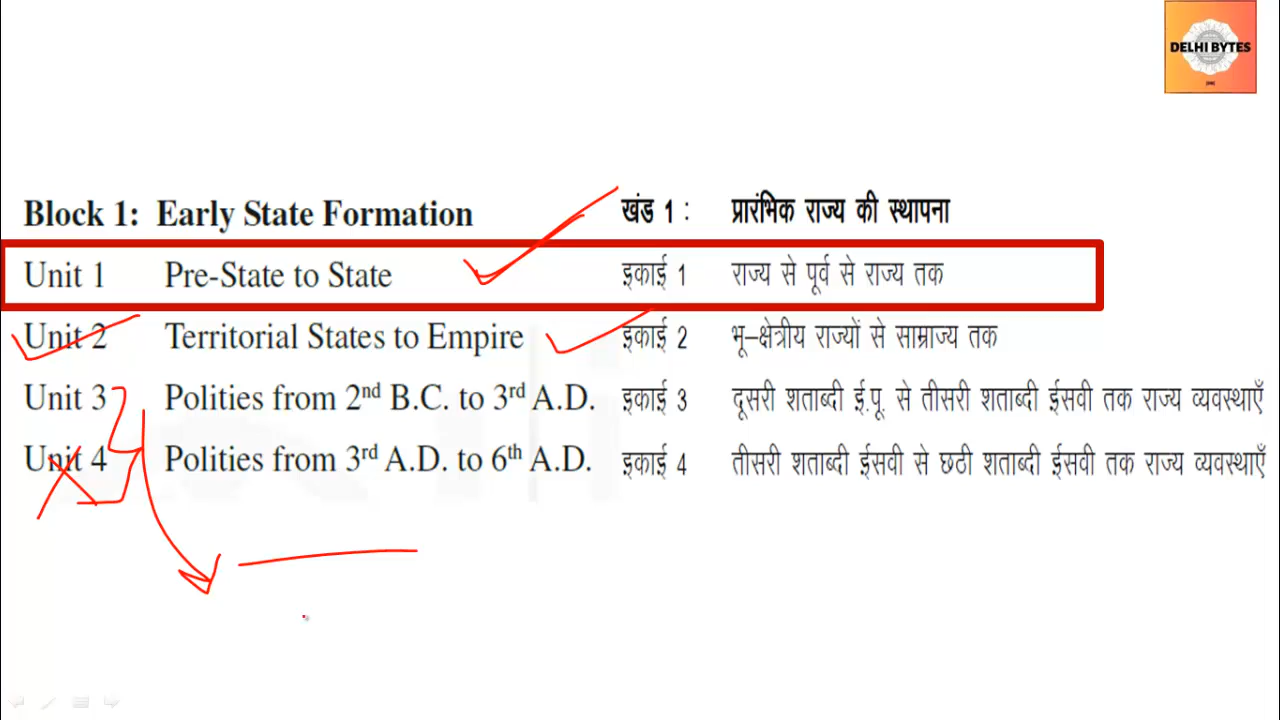 DELHI BYTES
Block 1: Early State Formation खंड 1 : प्रारंभिक राज्य की स्थापना
Unit 1 Pre-State to State इकाई 1 राज्य से पूर्व से राज्य तक
Unit 2 Territorial States to Empire इकाई 2 भू–क्षेत्रीय राज्यों से साम्राज्य तक
Unit 3 Polities from 2nd B.C. to 3rd A.D. इकाई 3 दूसरी शताब्दी ई.पू. से तीसरी शताब्दी ईसवी तक राज्य व्यवस्थाएँ
Unit 4 Polities from 3rd A.D. to 6th A.D. इकाई 4 तीसरी शताब्दी ईसवी से छठी शताब्दी ईसवी तक राज्य व्यवस्थाएँ